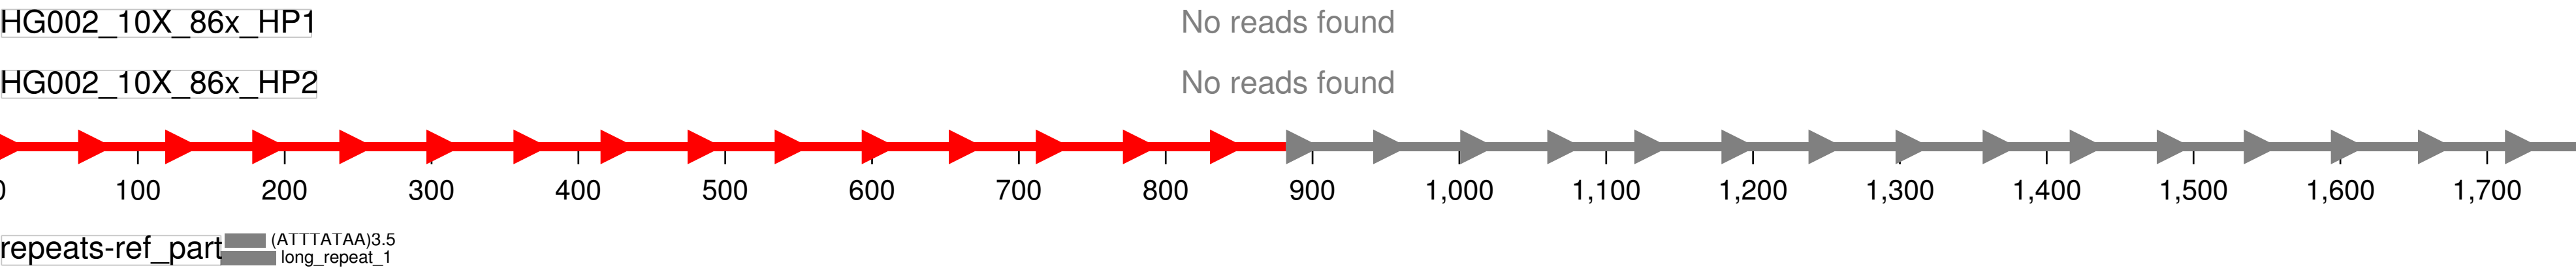 HG002_10X_86x_HP1 No reads found
HG002_10X_86x_HP2 No reads found
0 100 200 300 400 500 600 700 800 900 1,000 1,100 1,200 1,300 1,400 1,500 1,600 1,700
repeats-ref_part (ATTTATAA)3.5
long_repeat_1